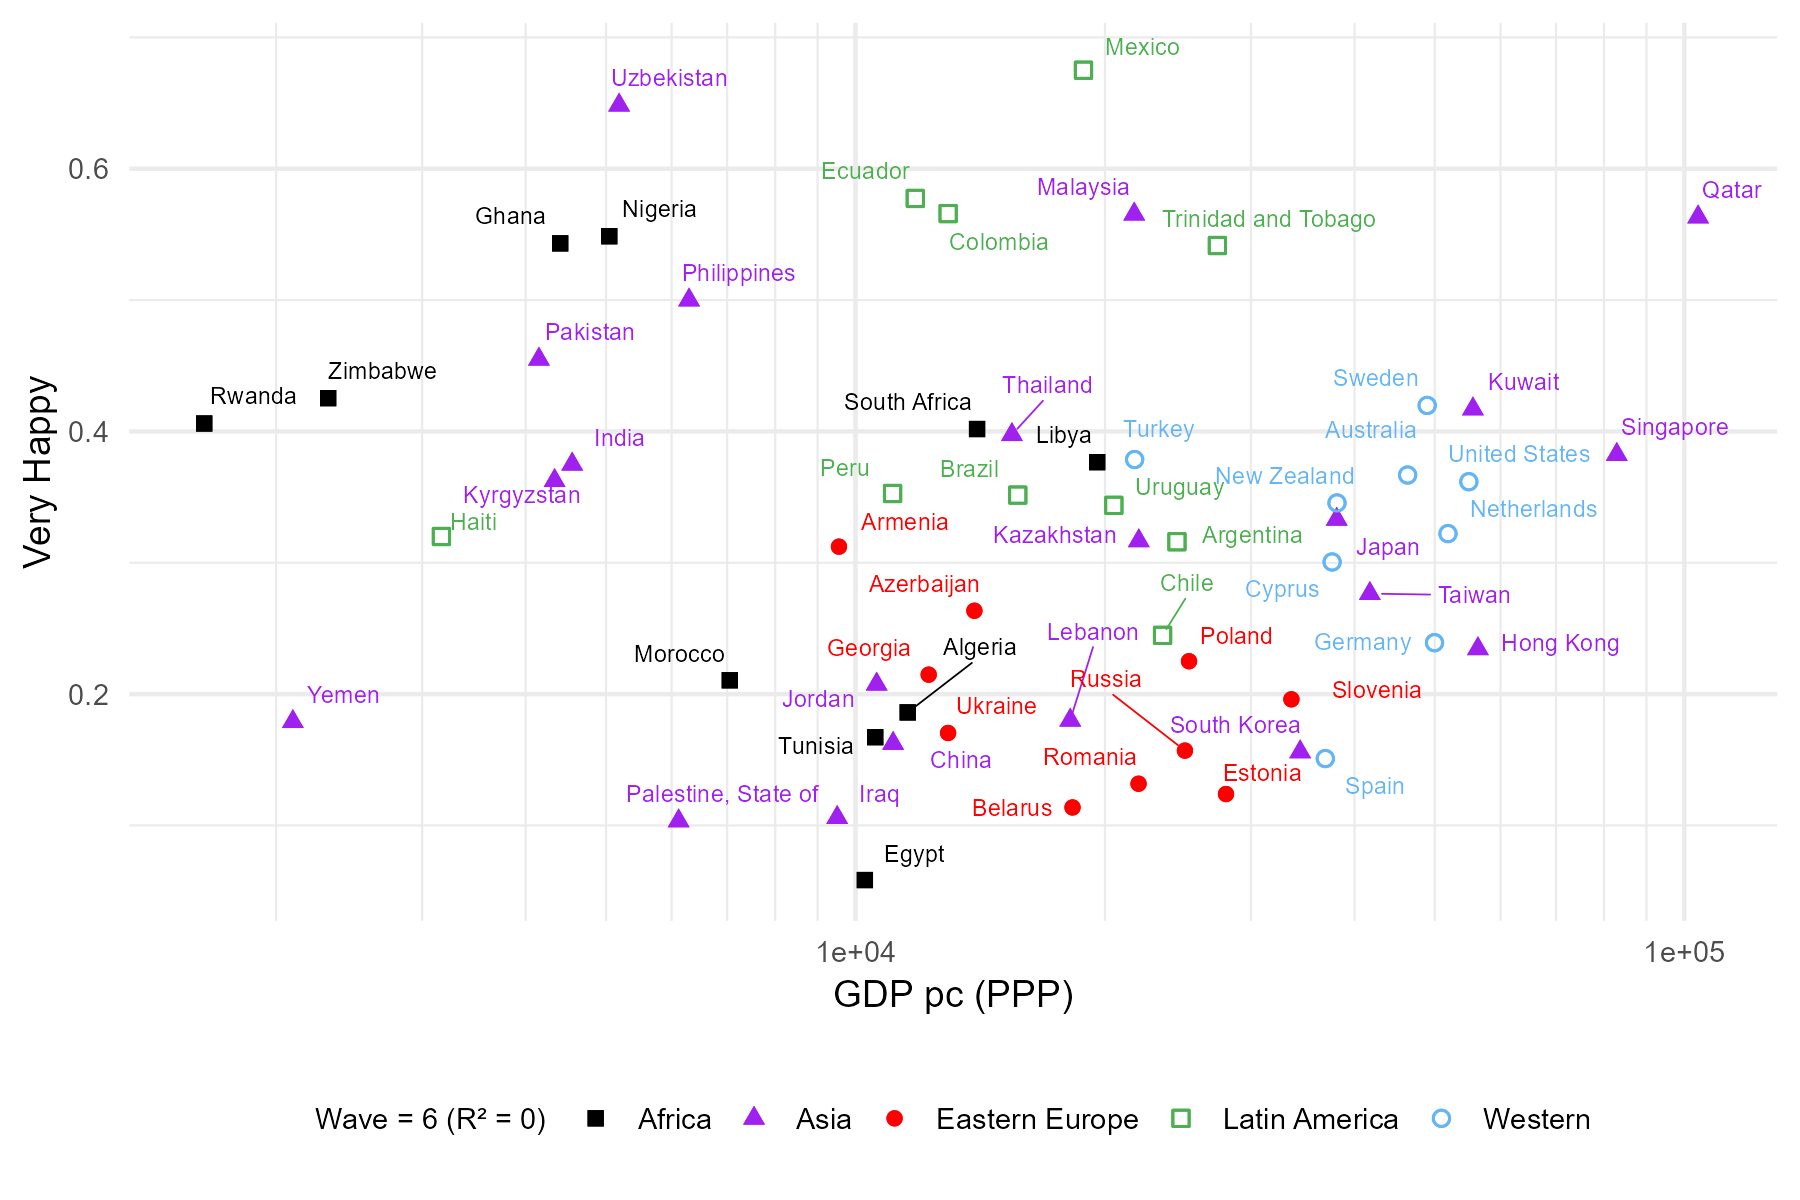 Mexico
Uzbekistan
0.6
Ecuador
Malaysia
Qatar
Ghana
Nigeria
Trinidad and Tobago
Colombia
Philippines
Pakistan
Zimbabwe
Rwanda
Thailand
Sweden
Kuwait
South Africa
0.4
Libya
Turkey
Australia
Singapore
India
United States
Peru
Brazil
New Zealand
Uruguay
Kyrgyzstan
Netherlands
Haiti
Armenia
Kazakhstan
Argentina
Japan
Azerbaijan
Chile
Cyprus
Taiwan
Lebanon
Poland
Germany
Hong Kong
Georgia
Algeria
Morocco
Russia
0.2
Yemen
Jordan
Slovenia
Ukraine
South Korea
Tunisia
China
Romania
Estonia
Spain
Palestine, State of
Iraq
Belarus
Egypt
Very Happy
1e+04
1e+05
GDP pc (PPP)
Wave = 6 (R² = 0) Africa Asia Eastern Europe Latin America Western